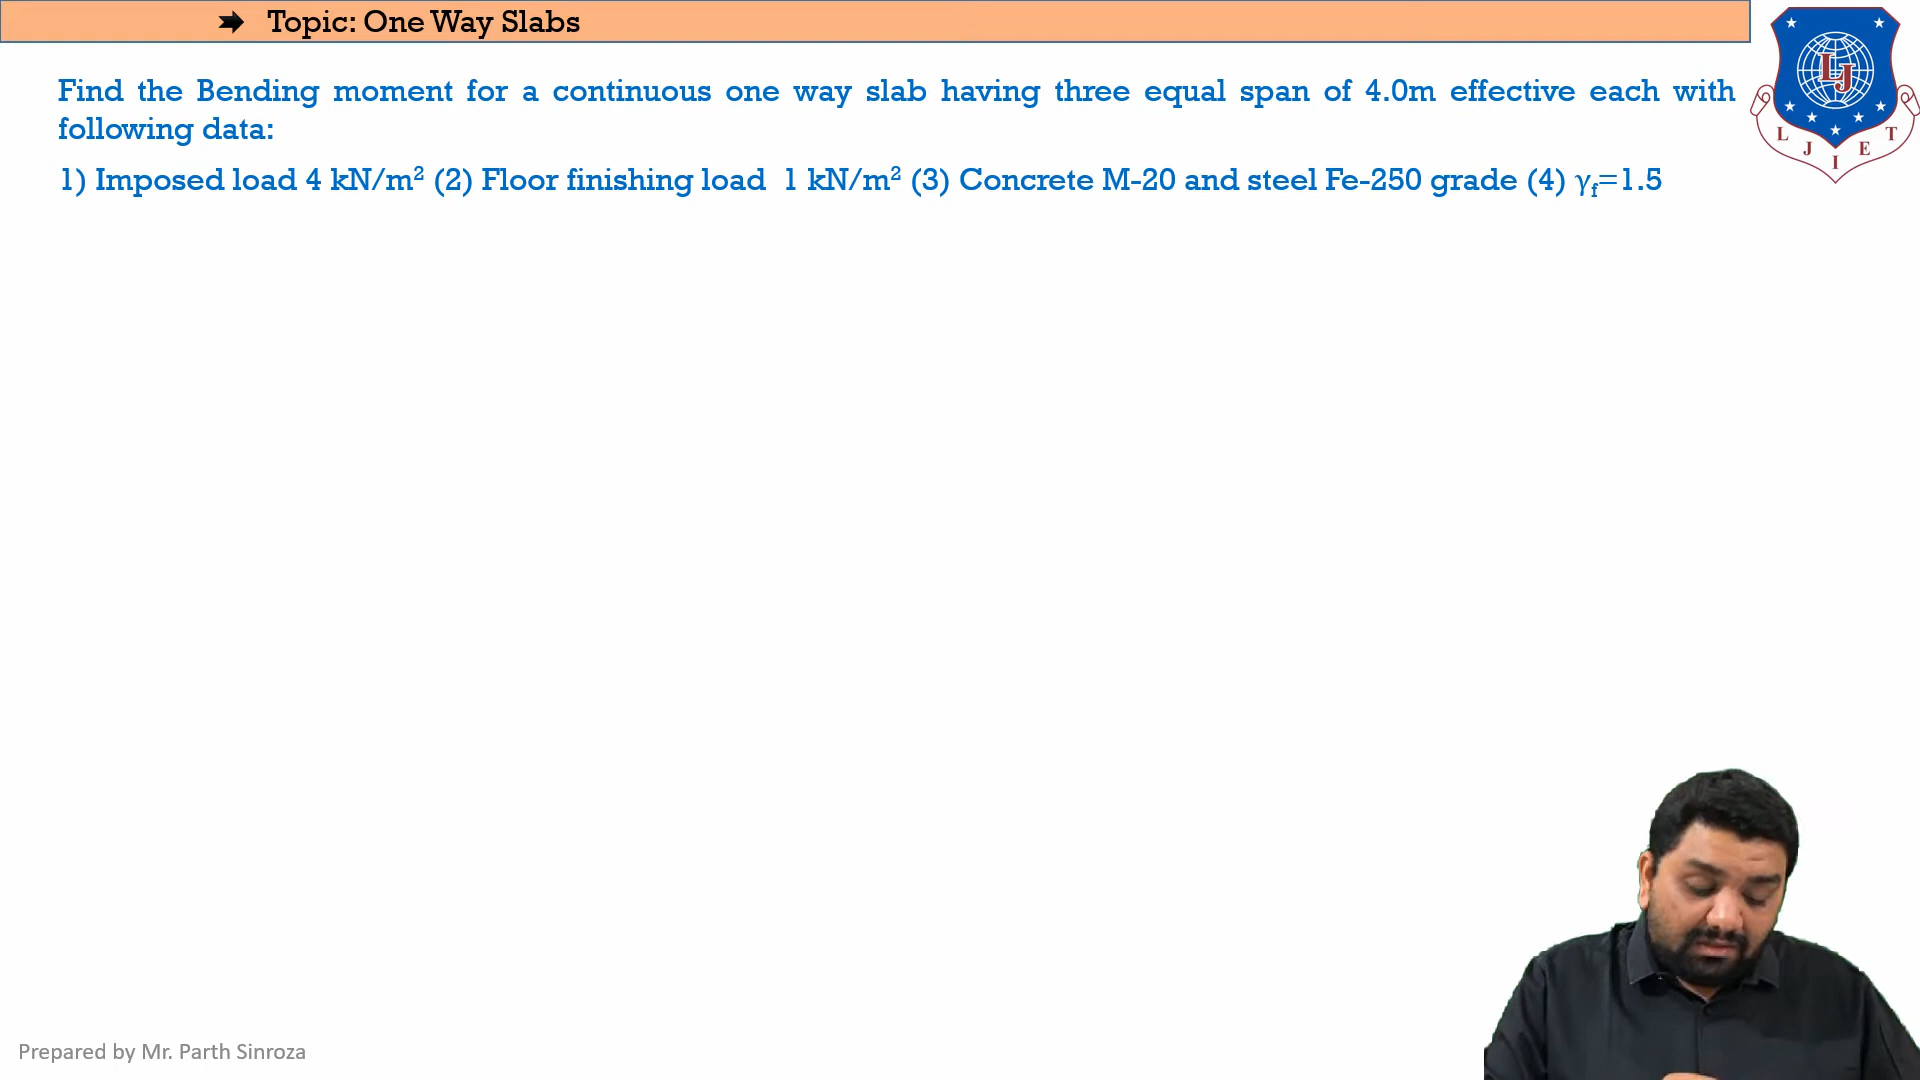 Topic: One Way Slabs
Find the Bending moment for a continuous one way slab having three equal span of 4.0m effective each with
following data:
1) Imposed load 4 kN/m² (2) Floor finishing load 1 kN/m² (3) Concrete M-20 and steel Fe-250 grade (4) γf=1.5
LJ
L J I E T
Prepared by Mr. Parth Sinroza